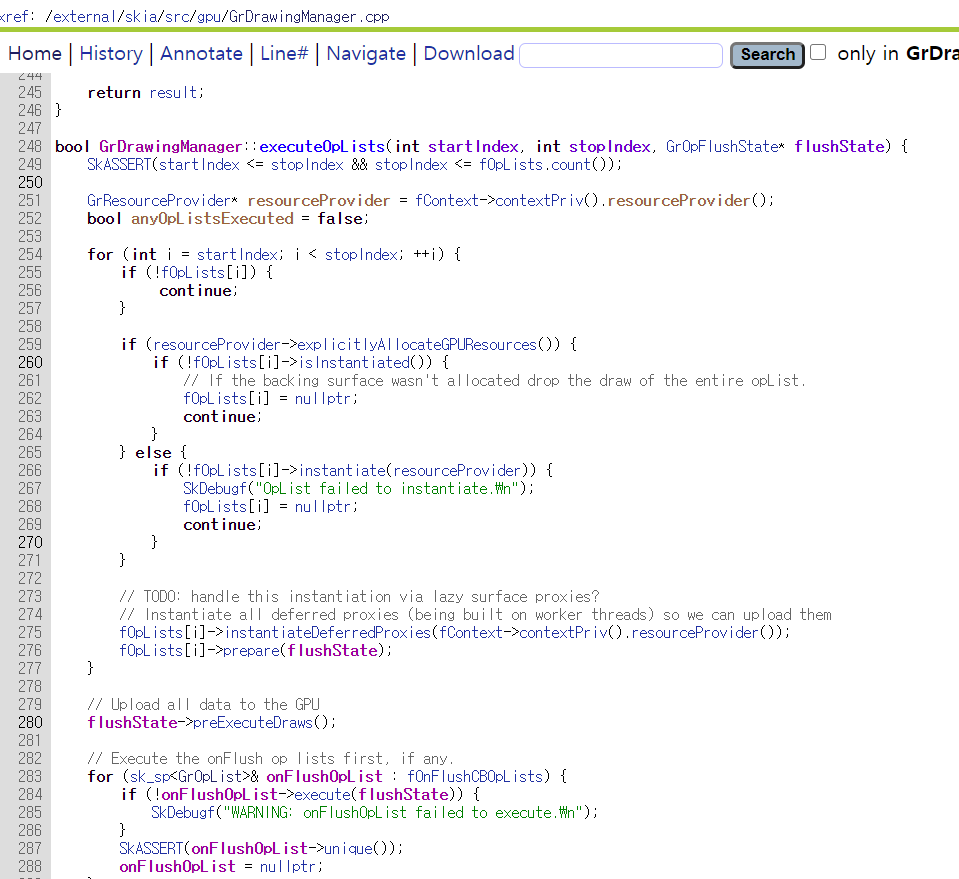 xref: /external/skia/src/gpu/GrDrawingManager.cpp
Home | History | Annotate | Line# | Navigate | Download Search only in GrDra
244
245     return result;
246 }
247
248 bool GrDrawingManager::executeOpLists(int startIndex, int stopIndex, GrOpFlushState* flushState) {
249     SkASSERT(startIndex <= stopIndex && stopIndex <= fOpLists.count());
250
251     GrResourceProvider* resourceProvider = fContext->contextPriv().resourceProvider();
252     bool anyOpListsExecuted = false;
253
254     for (int i = startIndex; i < stopIndex; ++i) {
255         if (!fOpLists[i]) {
256              continue;
257         }
258
259         if (resourceProvider->explicitlyAllocateGPUResources()) {
260             if (!fOpLists[i]->isInstantiated()) {
261                 // If the backing surface wasn't allocated drop the draw of the entire opList.
262                 fOpLists[i] = nullptr;
263                 continue;
264             }
265         } else {
266             if (!fOpLists[i]->instantiate(resourceProvider)) {
267                 SkDebugf("OpList failed to instantiate.₩n");
268                 fOpLists[i] = nullptr;
269                 continue;
270             }
271         }
272
273         // TODO: handle this instantiation via lazy surface proxies?
274         // Instantiate all deferred proxies (being built on worker threads) so we can upload them
275         fOpLists[i]->instantiateDeferredProxies(fContext->contextPriv().resourceProvider());
276         fOpLists[i]->prepare(flushState);
277     }
278
279     // Upload all data to the GPU
280     flushState->preExecuteDraws();
281
282     // Execute the onFlush op lists first, if any.
283     for (sk_sp<GrOpList>& onFlushOpList : fOnFlushCBOpLists) {
284         if (!onFlushOpList->execute(flushState)) {
285             SkDebugf("WARNING: onFlushOpList failed to execute.₩n");
286         }
287         SkASSERT(onFlushOpList->unique());
288         onFlushOpList = nullptr;